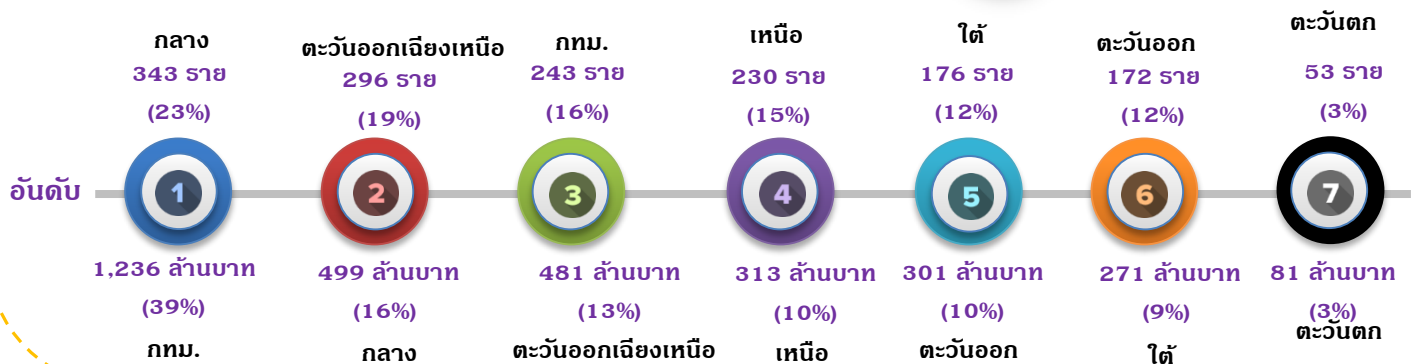 กลาง
343 ราย
(23%)
ตะวันออกเฉียงเหนือ
296 ราย
(19%)
กทม.
243 ราย
(16%)
เหนือ
230 ราย
(15%)
ใต้
176 ราย
(12%)
ตะวันออก
172 ราย
(12%)
ตะวันตก
53 ราย
(3%)
อันดับ
1
2
3
4
5
6
7
1,236 ล้านบาท
(39%)
กทม.
499 ล้านบาท
(16%)
กลาง
481 ล้านบาท
(13%)
ตะวันออกเฉียงเหนือ
313 ล้านบาท
(10%)
เหนือ
301 ล้านบาท
(10%)
ตะวันออก
271 ล้านบาท
(9%)
ใต้
81 ล้านบาท
(3%)
ตะวันตก